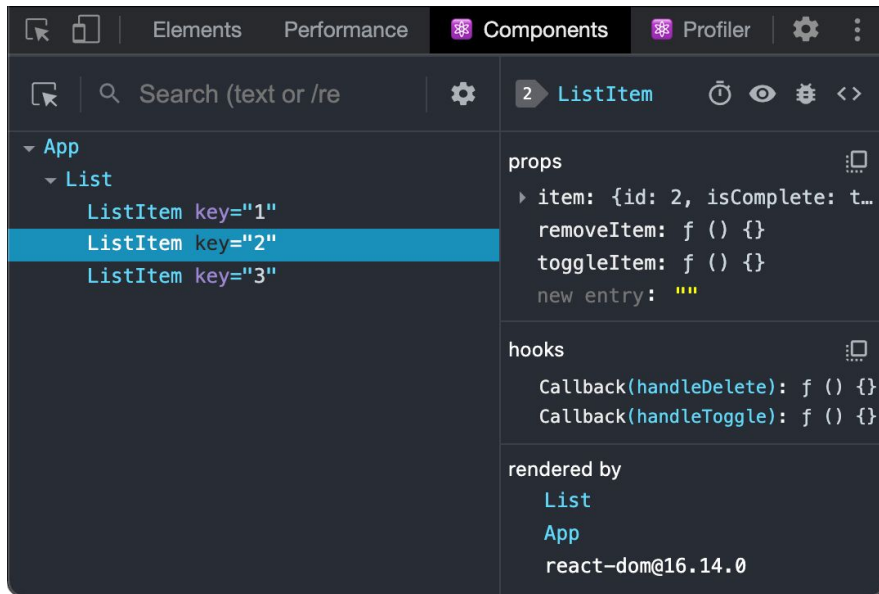 Elements Performance Components Profiler
Search (text or /re
2 ListItem
App
List
ListItem key="1"
ListItem key="2"
ListItem key="3"
props
item: {id: 2, isComplete: t…
removeItem: ƒ () {}
toggleItem: ƒ () {}
new entry: ""
hooks
Callback(handleDelete): ƒ () {}
Callback(handleToggle): ƒ () {}
rendered by
List
App
react-dom@16.14.0